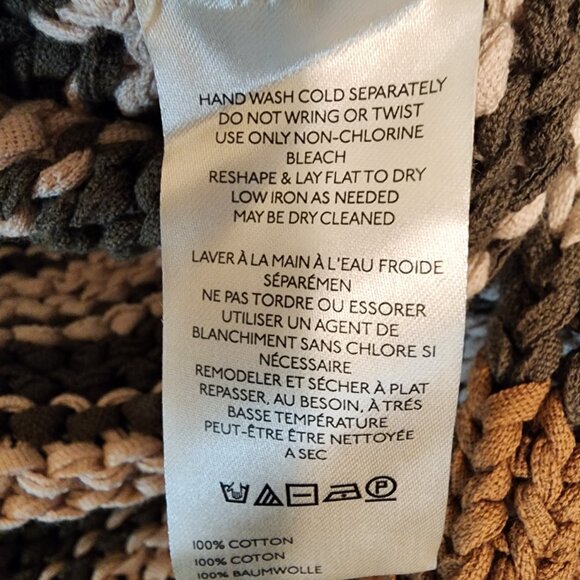 HAND WASH COLD SEPARATELY
DO NOT WRING OR TWIST
USE ONLY NON-CHLORINE
BLEACH
RESHAPE & LAY FLAT TO DRY
LOW IRON AS NEEDED
MAY BE DRY CLEANED
LAVER À LA MAIN À L'EAU FROIDE
SÉPARÉMEN
NE PAS TORDRE OU ESSORER
UTILISER UN AGENT DE
BLANCHIMENT SANS CHLORE SI
NÉCESSAIRE
REMODELER ET SÉCHER À PLAT
REPASSER, AU BESOIN, À TRÉS
BASSE TEMPÉRATURE
PEUT-ÊTRE ÊTRE NETTOYÉE
A SEC
P
100% COTTON
100% COTON
100% BAUMWOLLE